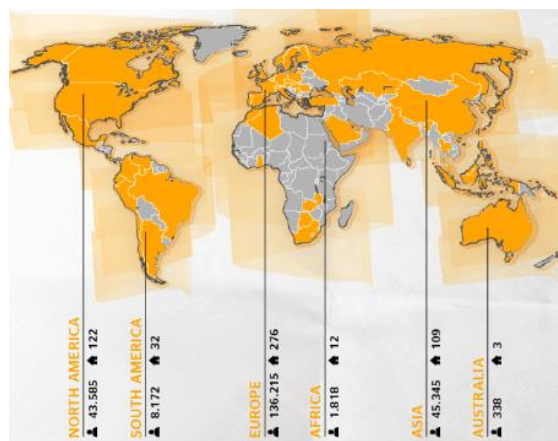 NORTH AMERICA
43.585 122
SOUTH AMERICA
8.172 32
EUROPE
136.215 276
AFRICA
1.818 12
ASIA
45.345 109
AUSTRALIA
338 3